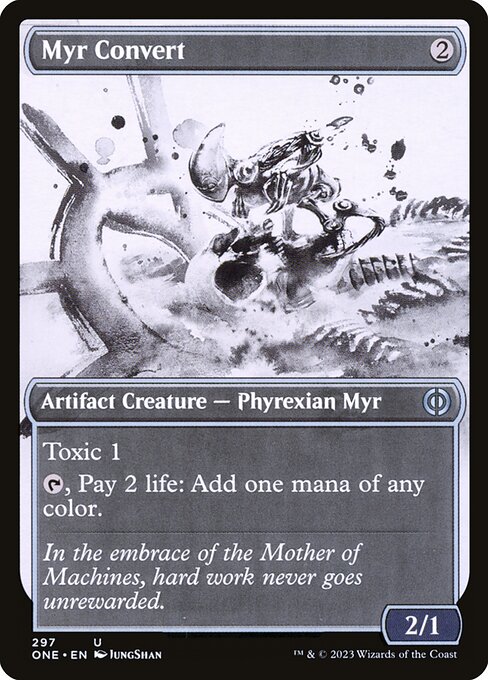 Myr Convert 2
Artifact Creature — Phyrexian Myr
Toxic 1
, Pay 2 life: Add one mana of any
color.
In the embrace of the Mother of
Machines, hard work never goes
unrewarded.
2/1
297 U
ONE • EN JUNGSHAN
™ & © 2023 Wizards of the Coast